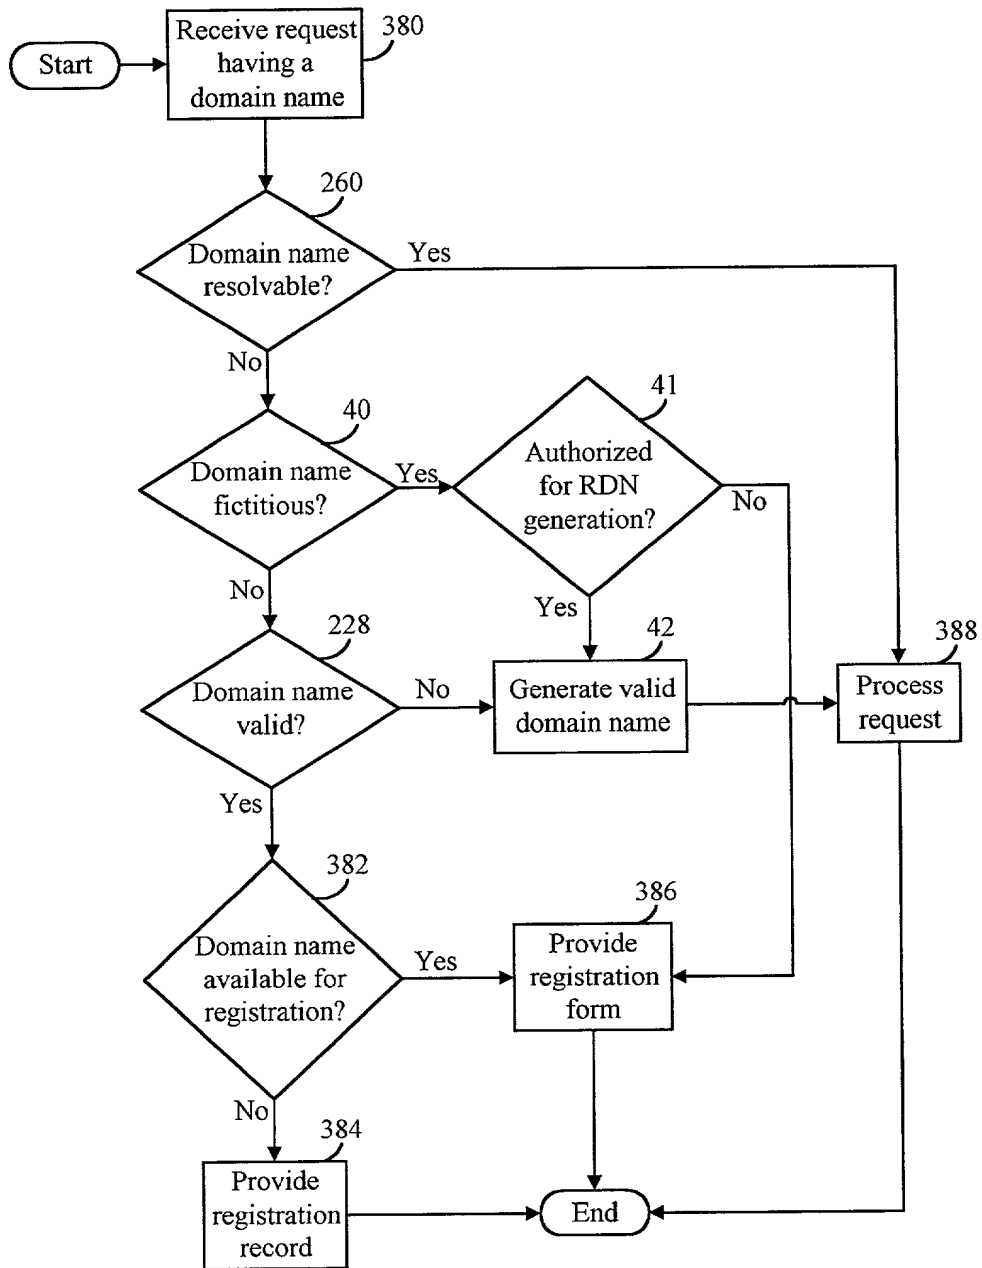 Start
Receive request
having a
domain name
380
260
Domain name
resolvable?
Yes
No
40
Domain name
fictitious?
Yes
41
Authorized
for RDN
generation?
No
No
Yes
228
Domain name
valid?
No
42
Generate valid
domain name
388
Process
request
Yes
382
Domain name
available for
registration?
Yes
386
Provide
registration
form
No
384
Provide
registration
record
End